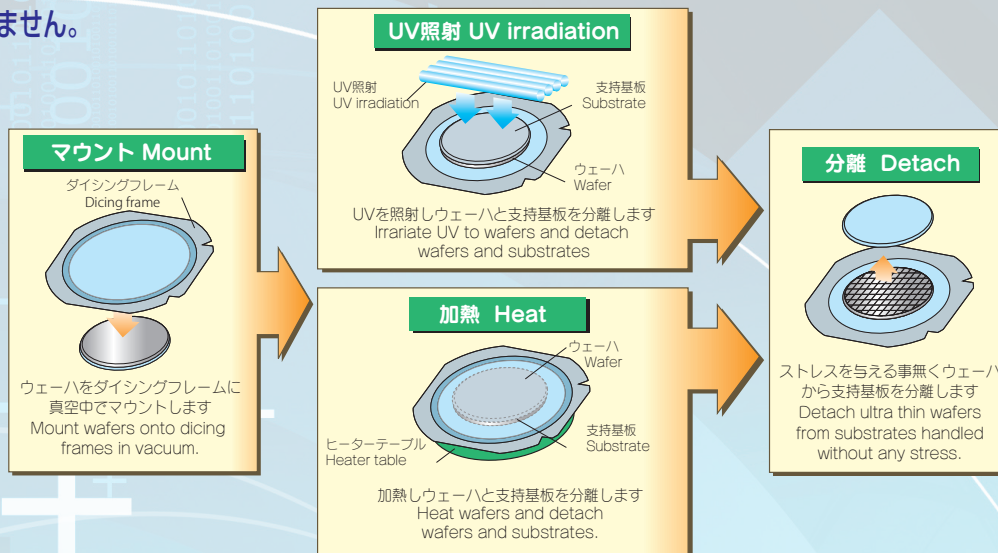 ません。
マウント Mount
ダイシングフレーム
Dicing frame
ウェーハをダイシングフレームに
真空中でマウントします
Mount wafers onto dicing
frames in vacuum.
UV照射 UV irradiation
UV照射
UV irradiation
支持基板
Substrate
ウェーハ
Wafer
UVを照射しウェーハと支持基板を分離します
Irrariate UV to wafers and detach
wafers and substrates
加熱 Heat
ウェーハ
Wafer
支持基板
Substrate
ヒーターテーブル
Heater table
加熱しウェーハと支持基板を分離します
Heat wafers and detach
wafers and substrates.
分離 Detach
ストレスを与える事無くウェーハ
から支持基板を分離します
Detach ultra thin wafers
from substrates handled
without any stress.